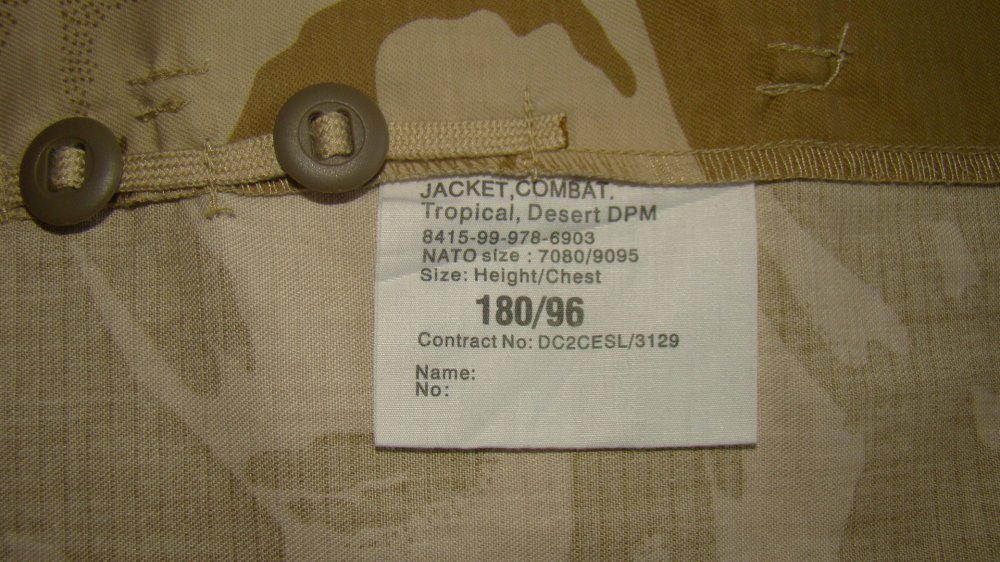 JACKET,COMBAT.
Tropical, Desert DPM
8415-99-978-6903
NATO size : 7080/9095
Size: Height/Chest
180/96
Contract No: DC2CESL/3129
Name:
No: